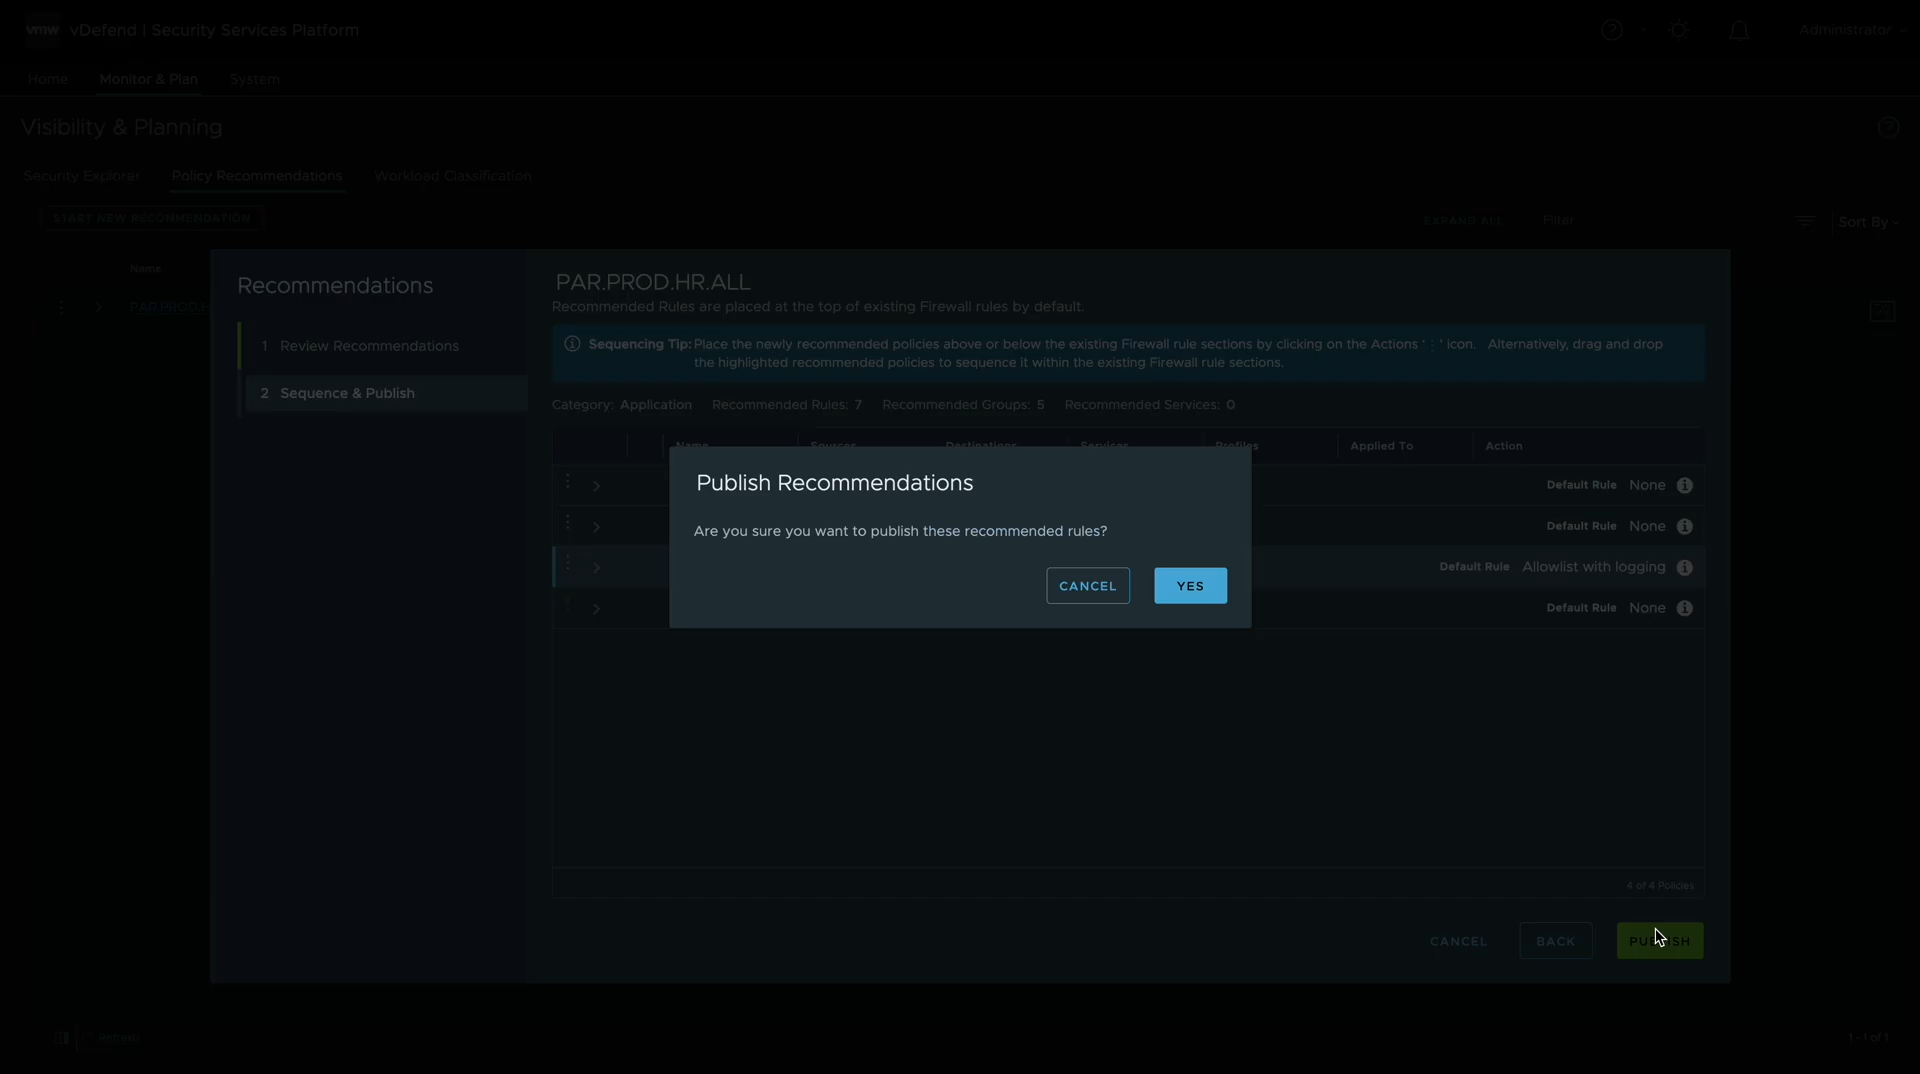 vmw vDefend | Security Services Platform
Administrator
Home Monitor & Plan System
Visibility & Planning
Security Explorer Policy Recommendations Workload Classification
START NEW RECOMMENDATION
EXPAND ALL Filter Sort By
Name
PAR.PROD.H
Recommendations
1 Review Recommendations
2 Sequence & Publish
PAR.PROD.HR.ALL
Recommended Rules are placed at the top of existing Firewall rules by default.
Sequencing Tip: Place the newly recommended policies above or below the existing Firewall rule sections by clicking on the Actions ' ⋮ ' icon. Alternatively, drag and drop
the highlighted recommended policies to sequence it within the existing Firewall rule sections.
Category: Application Recommended Rules: 7 Recommended Groups: 5 Recommended Services: 0
Name Sources Destinations Services Profiles Applied To Action
Default Rule None
Default Rule None
Default Rule Allowlist with logging
Default Rule None
Publish Recommendations
Are you sure you want to publish these recommended rules?
CANCEL YES
4 of 4 Policies
CANCEL BACK PUBLISH
Refresh
1 - 1 of 1